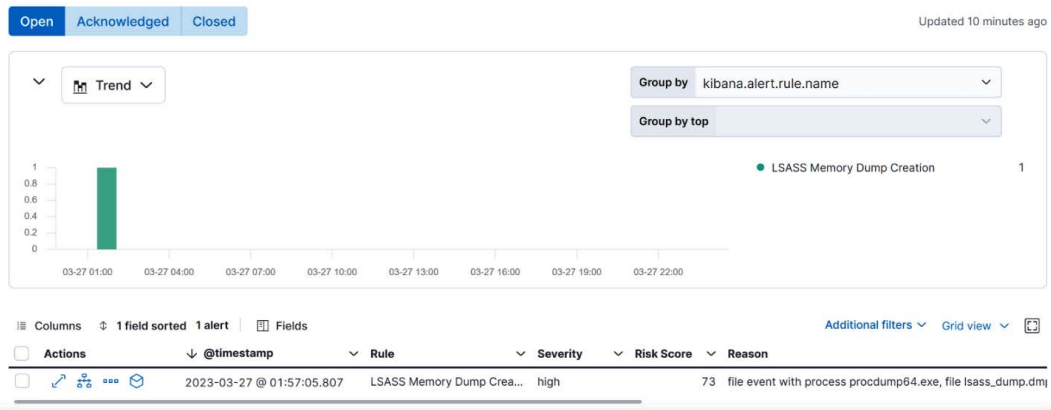 Open Acknowledged Closed Updated 10 minutes ago
Trend Group by kibana.alert.rule.name
Group by top
1 LSASS Memory Dump Creation 1
0.8
0.6
0.4
0.2
0
03-27 01:00 03-27 04:00 03-27 07:00 03-27 10:00 03-27 13:00 03-27 16:00 03-27 19:00 03-27 22:00
Columns 1 field sorted 1 alert Fields Additional filters Grid view
Actions @timestamp Rule Severity Risk Score Reason
2023-03-27 @ 01:57:05.807 LSASS Memory Dump Crea... high 73 file event with process procdump64.exe, file lsass_dump.dmp